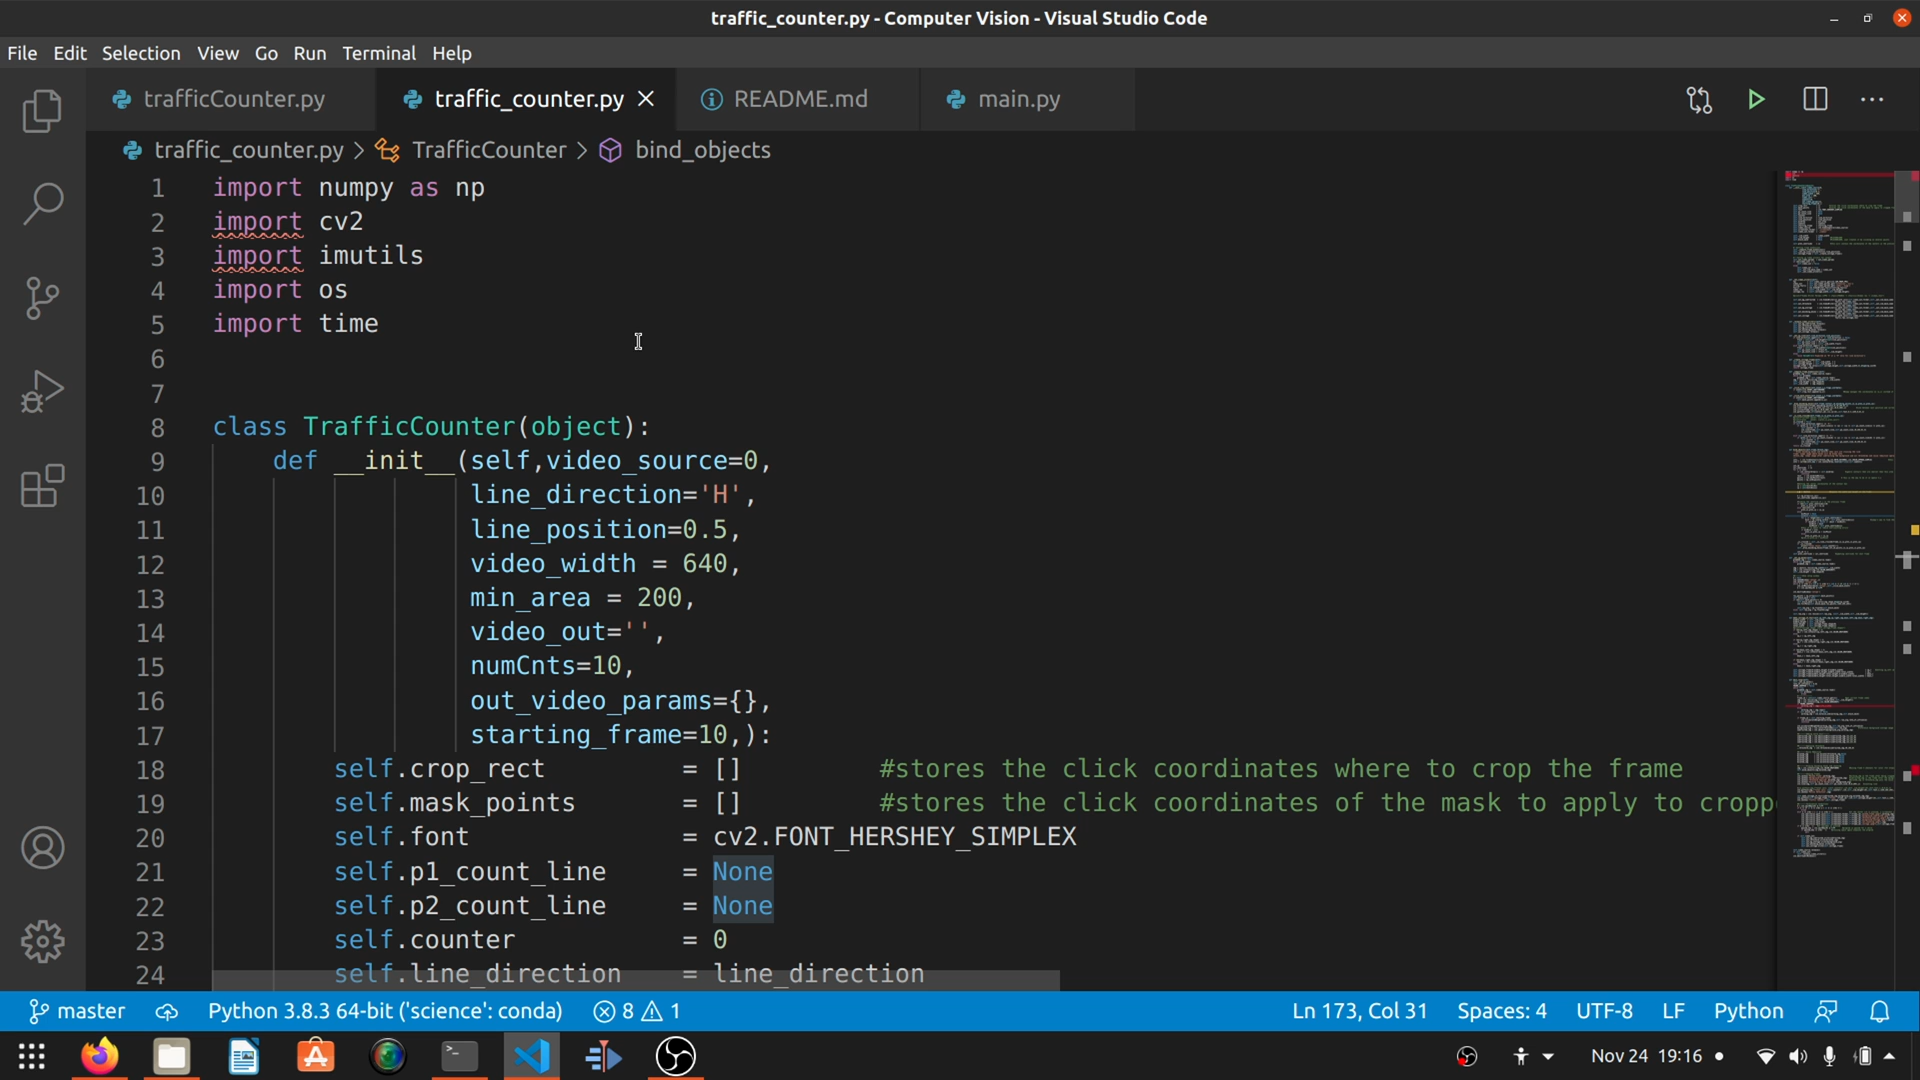 traffic_counter.py - Computer Vision - Visual Studio Code
File Edit Selection View Go Run Terminal Help
trafficCounter.py traffic_counter.py README.md main.py
traffic_counter.py > TrafficCounter > bind_objects
1 import numpy as np
2 import cv2
3 import imutils
4 import os
5 import time
6
7
8 class TrafficCounter(object):
9 def __init__(self,video_source=0,
10 line_direction='H',
11 line_position=0.5,
12 video_width = 640,
13 min_area = 200,
14 video_out='',
15 numCnts=10,
16 out_video_params={},
17 starting_frame=10,):
18 self.crop_rect = [] #stores the click coordinates where to crop the frame
19 self.mask_points = [] #stores the click coordinates of the mask to apply to cropp
20 self.font = cv2.FONT_HERSHEY_SIMPLEX
21 self.p1_count_line = None
22 self.p2_count_line = None
23 self.counter = 0
24 self.line_direction = line_direction
master Python 3.8.3 64-bit ('science': conda) 8 1 Ln 173, Col 31 Spaces: 4 UTF-8 LF Python
Nov 24 19:16